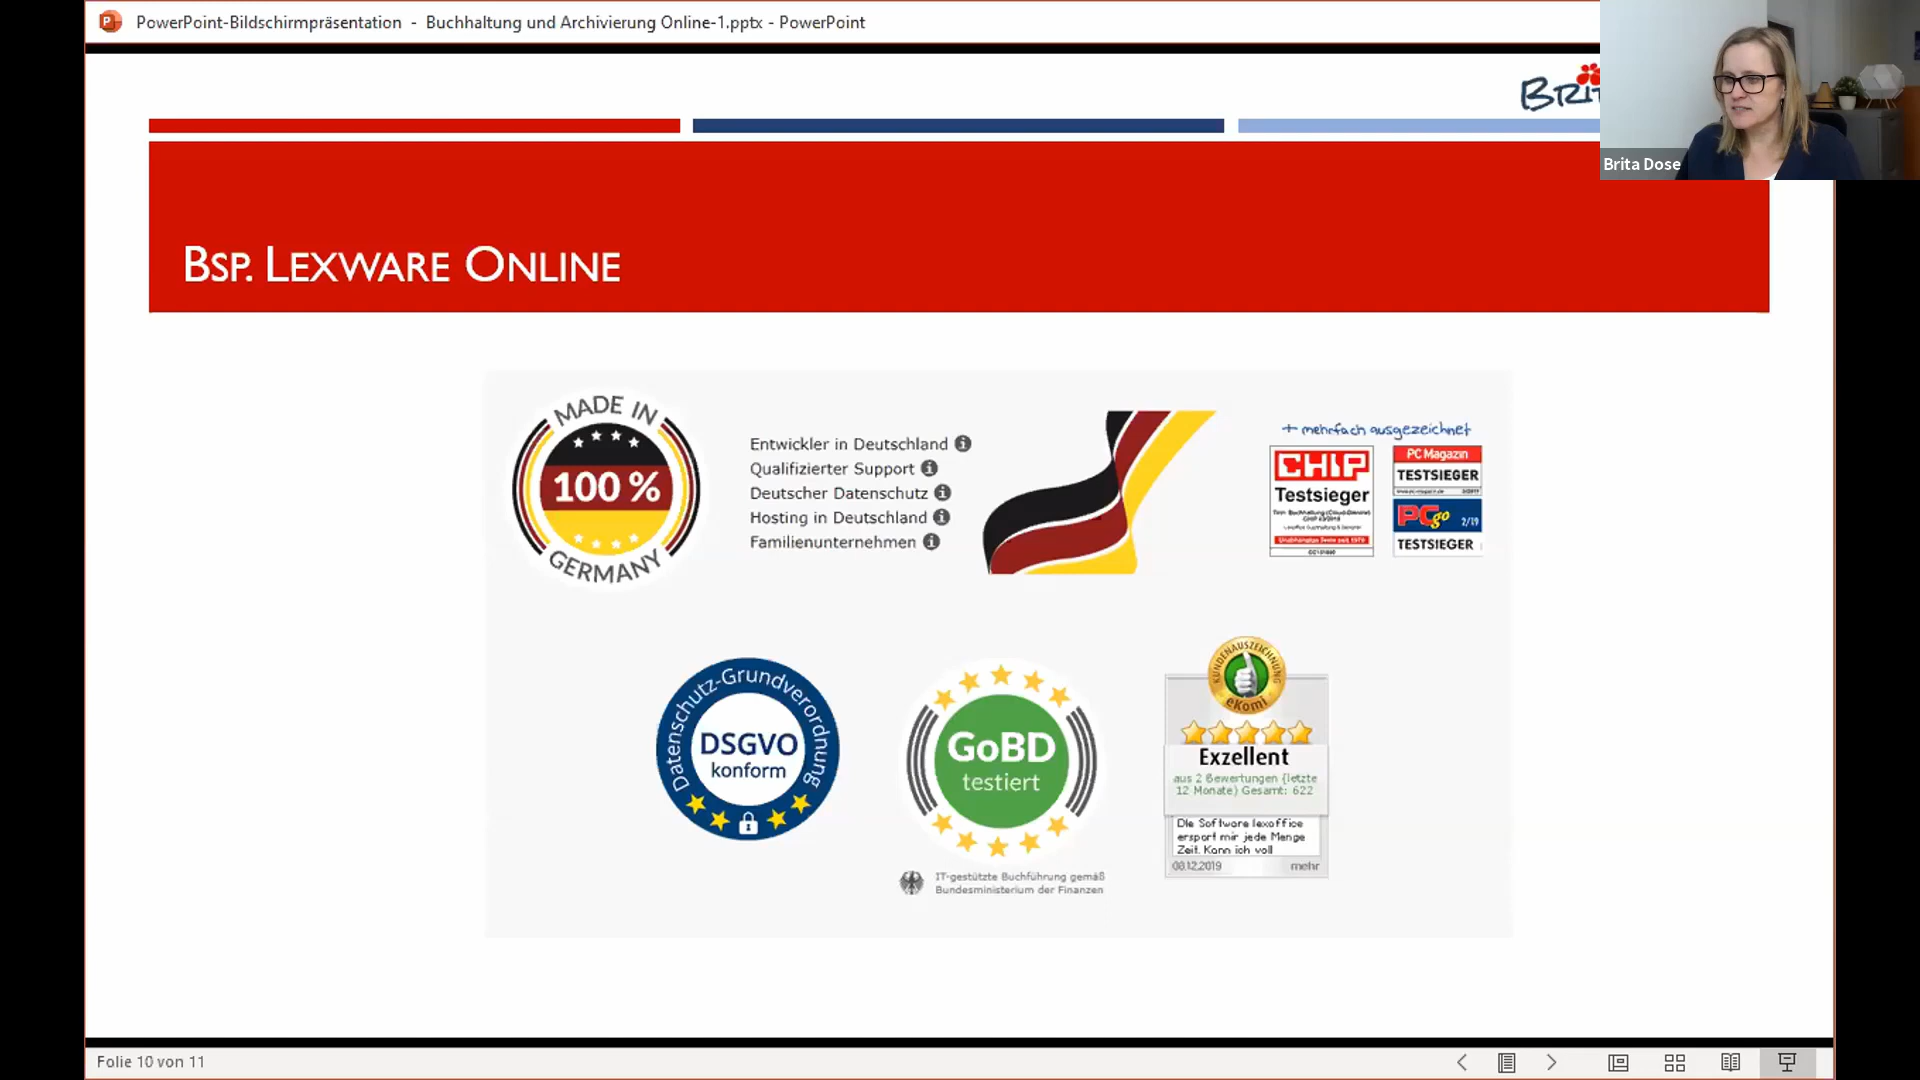 PowerPoint-Bildschirmpräsentation - Buchhaltung und Archivierung Online-1.pptx - PowerPoint
Brita Dose
BSP. LEXWARE ONLINE
MADE IN
100 %
GERMANY
Entwickler in Deutschland
Qualifizierter Support
Deutscher Datenschutz
Hosting in Deutschland
Familienunternehmen
+ mehrfach ausgezeichnet
CHIP
Testsieger
PC Magazin
TESTSIEGER
PCgo 2/19
TESTSIEGER
Datenschutz-Grundverordnung
DSGVO
konform
GoBD
testiert
IT-gestützte Buchführung gemäß
Bundesministerium der Finanzen
KUNDENAUSZEICHNUNG
eKomi
Exzellent
aus 2 Bewertungen (letzte
12 Monate) Gesamt: 622
Die Software lexoffice
erspart mir jede Menge
Zeit. Kann ich voll
08.12.2019 mehr
Folie 10 von 11